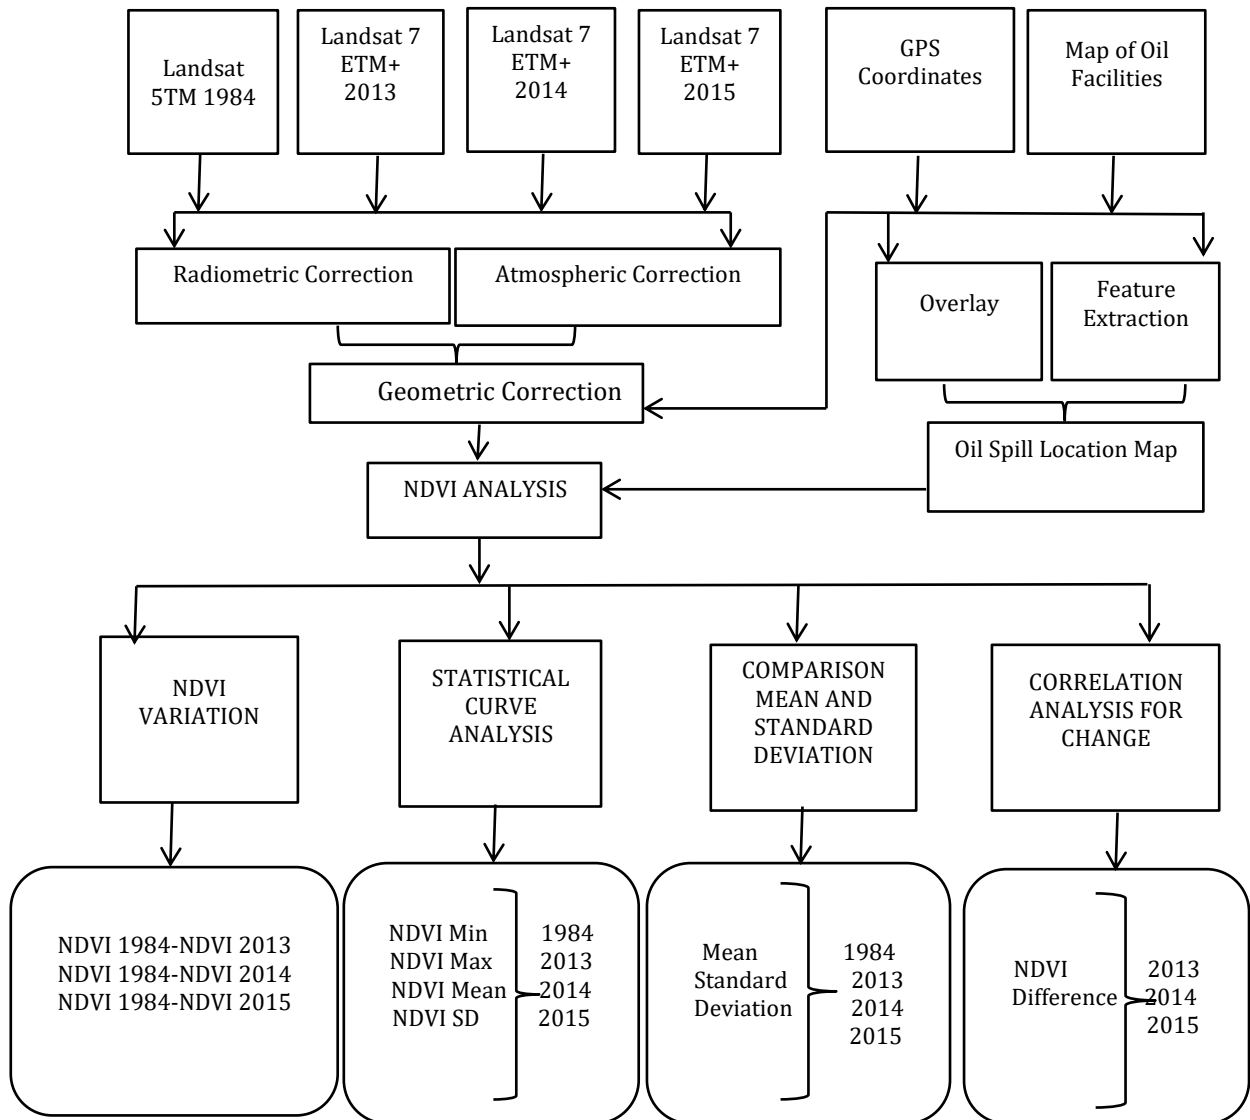 Landsat
5TM 1984
Landsat 7
ETM+
2013
Landsat 7
ETM+
2014
Landsat 7
ETM+
2015
GPS
Coordinates
Map of Oil
Facilities
Radiometric Correction
Atmospheric Correction
Overlay
Feature
Extraction
Geometric Correction
Oil Spill Location Map
NDVI ANALYSIS
NDVI
VARIATION
STATISTICAL
CURVE
ANALYSIS
COMPARISON
MEAN AND
STANDARD
DEVIATION
CORRELATION
ANALYSIS FOR
CHANGE
NDVI 1984-NDVI 2013
NDVI 1984-NDVI 2014
NDVI 1984-NDVI 2015
NDVI Min
NDVI Max
NDVI Mean
NDVI SD
1984
2013
2014
2015
Mean
Standard
Deviation
1984
2013
2014
2015
NDVI
Difference
2013
2014
2015